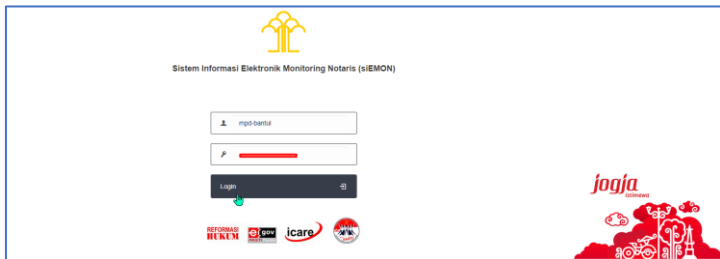 Sistem Informasi Elektronik Monitoring Notaris (siEMON)
mpd-bantul
Login
REFORMASI
HUKUM
e gov
icare
jogja
istimewa